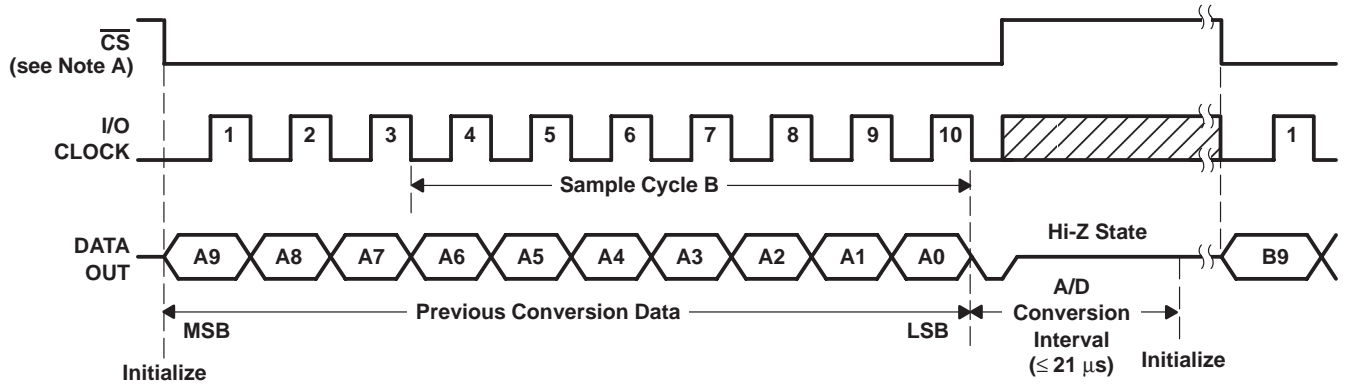 CS
(see Note A)
I/O
CLOCK
1 2 3 4 5 6 7 8 9 10 1
Sample Cycle B
DATA
OUT
A9 A8 A7 A6 A5 A4 A3 A2 A1 A0 B9
Hi-Z State
Previous Conversion Data
MSB LSB
A/D
Conversion
Interval
(≤ 21 μs)
Initialize
Initialize